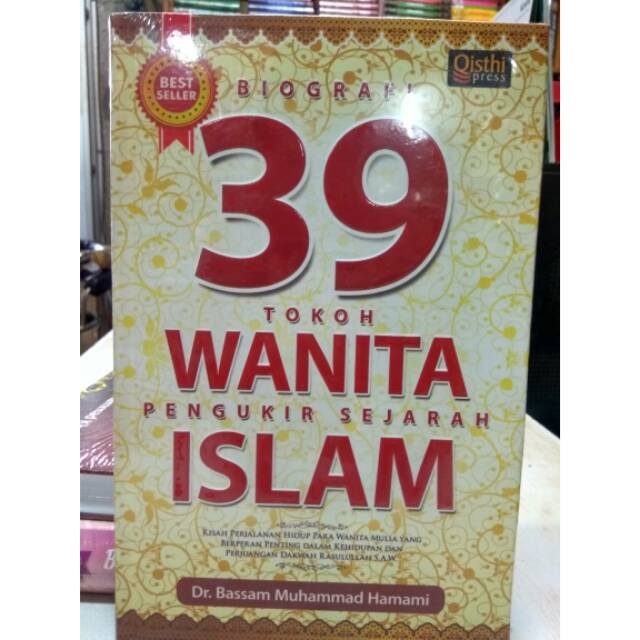 Qisthi
press
BEST
SELLER
BIOGRAFI
39
TOKOH
WANITA
PENGUKIR SEJARAH
ISLAM
KISAH PERJALANAN HIDUP PARA WANITA MULIA YANG
BERPERAN PENTING DALAM KEHIDUPAN DAN
PERJUANGAN DAKWAH RASULULLAH S.A.W.
Dr. Bassam Muhammad Hamami